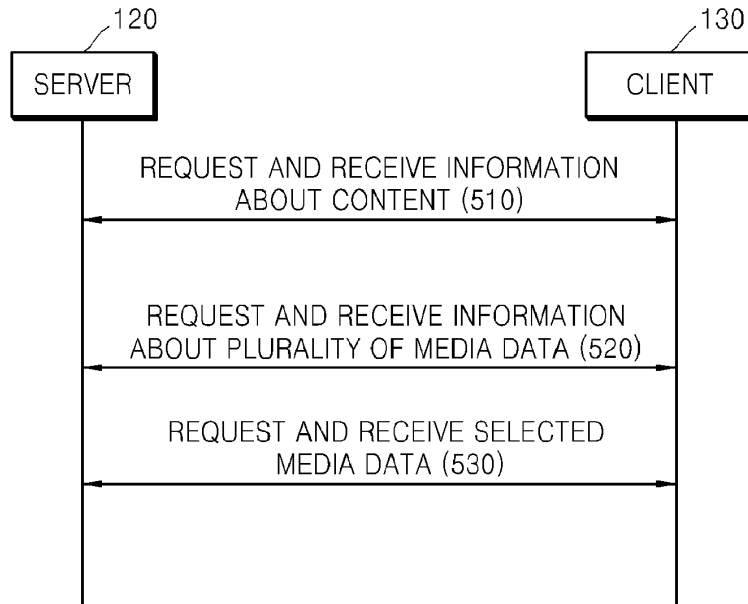 120
130
SERVER
CLIENT
REQUEST AND RECEIVE INFORMATION
ABOUT CONTENT (510)
REQUEST AND RECEIVE INFORMATION
ABOUT PLURALITY OF MEDIA DATA (520)
REQUEST AND RECEIVE SELECTED
MEDIA DATA (530)